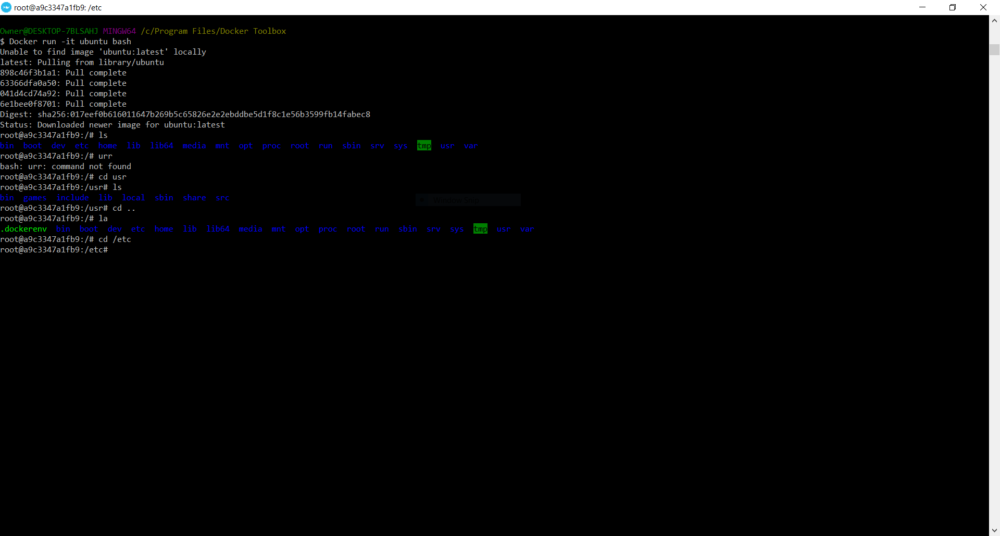 root@a9c3347a1fb9: /etc
Owner@DESKTOP-7BLSAHJ MINGW64 /c/Program Files/Docker Toolbox
$ Docker run -it ubuntu bash
Unable to find image 'ubuntu:latest' locally
latest: Pulling from library/ubuntu
898c46f3b1a1: Pull complete
63366dfa0a50: Pull complete
041d4cd74a92: Pull complete
6e1bee0f8701: Pull complete
Digest: sha256:017eef0b616011647b269b5c65826e2e2ebddbe5d1f8c1e56b3599fb14fabec8
Status: Downloaded newer image for ubuntu:latest
root@a9c3347a1fb9:/# ls
bin  boot  dev  etc  home  lib  lib64  media  mnt  opt  proc  root  run  sbin  srv  sys  tmp  usr  var
root@a9c3347a1fb9:/# urr
bash: urr: command not found
root@a9c3347a1fb9:/# cd usr
root@a9c3347a1fb9:/usr# ls
bin  games  include  lib  local  sbin  share  src
Window Snip
root@a9c3347a1fb9:/usr# cd ..
root@a9c3347a1fb9:/# la
.dockerenv  bin  boot  dev  etc  home  lib  lib64  media  mnt  opt  proc  root  run  sbin  srv  sys  tmp  usr  var
root@a9c3347a1fb9:/# cd /etc
root@a9c3347a1fb9:/etc#